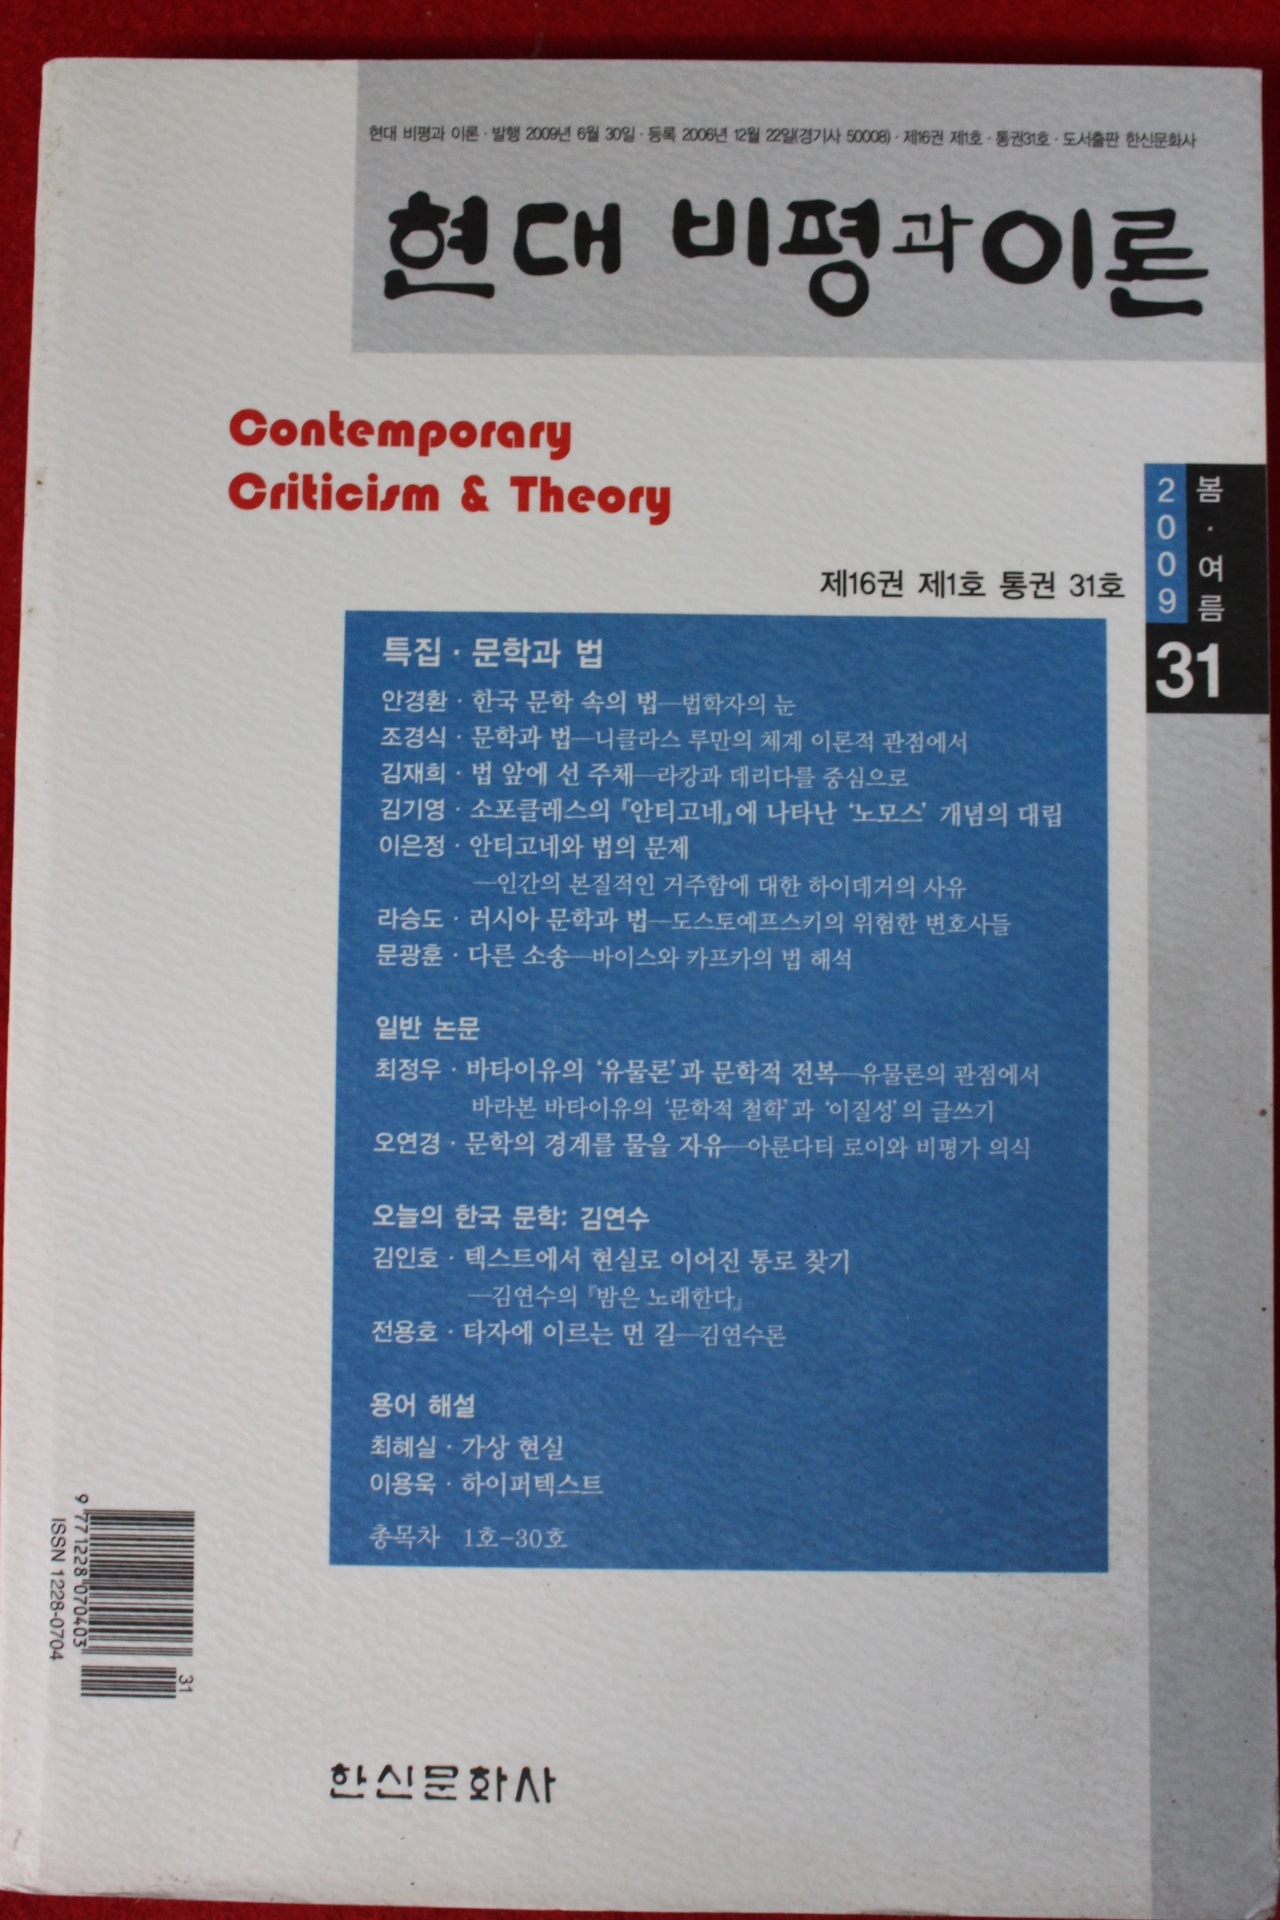 현대 비평과 이론 · 발행 2009년 6월 30일 · 등록 2006년 12월 22일(경기사 50008) · 제16권 제1호 · 통권31호 · 도서출판 한신문화사
현대 비평과 이론
Contemporary
Criticism & Theory
2009
봄·여름
31
제16권 제1호 통권 31호
특집 · 문학과 법
안경환 · 한국 문학 속의 법—법학자의 눈
조경식 · 문학과 법—니클라스 루만의 체계 이론적 관점에서
김재희 · 법 앞에 선 주체—라캉과 데리다를 중심으로
김기영 · 소포클레스의 『안티고네』에 나타난 ‘노모스’ 개념의 대립
이은정 · 안티고네와 법의 문제
—인간의 본질적인 거주함에 대한 하이데거의 사유
라승도 · 러시아 문학과 법—도스토예프스키의 위험한 변호사들
문광훈 · 다른 소송—바이스와 카프카의 법 해석
일반 논문
최정우 · 바타이유의 ‘유물론’과 문학적 전복—유물론의 관점에서
바라본 바타이유의 ‘문학적 철학’과 ‘이질성’의 글쓰기
오연경 · 문학의 경계를 물을 자유—아룬다티 로이와 비평가 의식
오늘의 한국 문학: 김연수
김인호 · 텍스트에서 현실로 이어진 통로 찾기
—김연수의 『밤은 노래한다』
전용호 · 타자에 이르는 먼 길—김연수론
용어 해설
최혜실 · 가상 현실
이용욱 · 하이퍼텍스트
총목차 1호-30호
9 771228 070403
31
ISSN 1228-0704
한신문화사